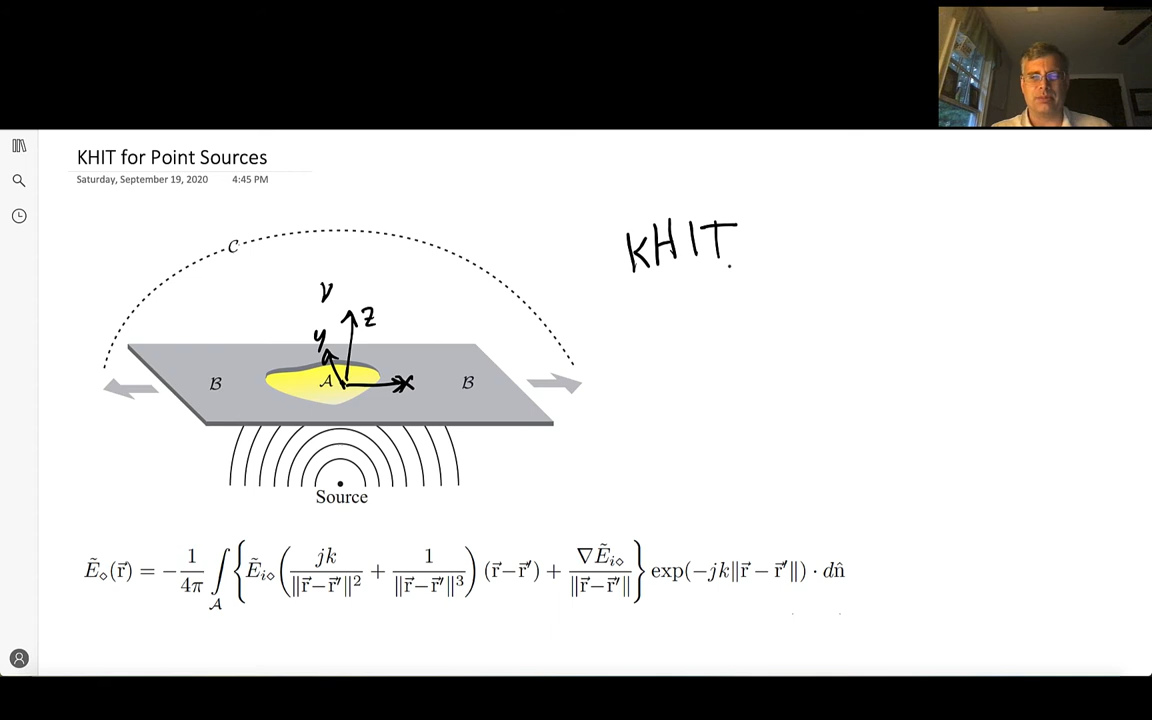 KHIT for Point Sources
Saturday, September 19, 2020 4:45 PM
KHIT
C
V
z
y
x
B A B
Source
Ẽ⋄(r⃗) = −1/4π ∫_A {Ẽi⋄ (jk/‖r⃗−r⃗′‖² + 1/‖r⃗−r⃗′‖³) (r⃗−r⃗′) + ∇Ẽi⋄/‖r⃗−r⃗′‖} exp(−jk‖r⃗ − r⃗′‖) · dn̂